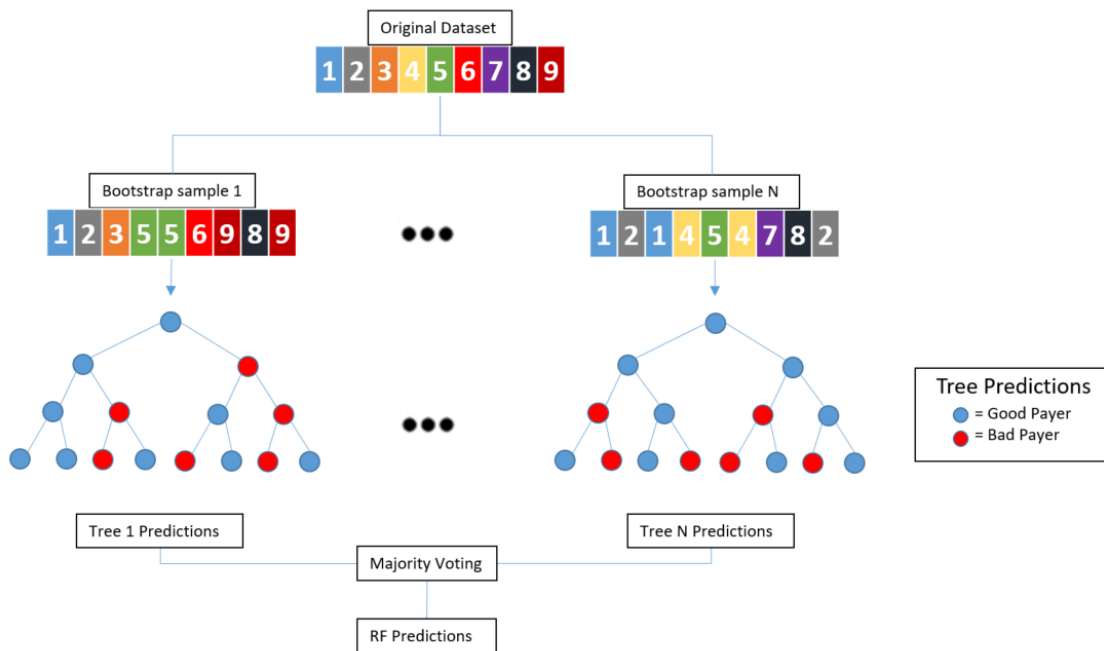 Original Dataset
1 2 3 4 5 6 7 8 9
Bootstrap sample 1
Bootstrap sample N
1 2 3 5 5 6 9 8 9
1 2 1 4 5 4 7 8 2
Tree Predictions
= Good Payer
= Bad Payer
Tree 1 Predictions
Tree N Predictions
Majority Voting
RF Predictions